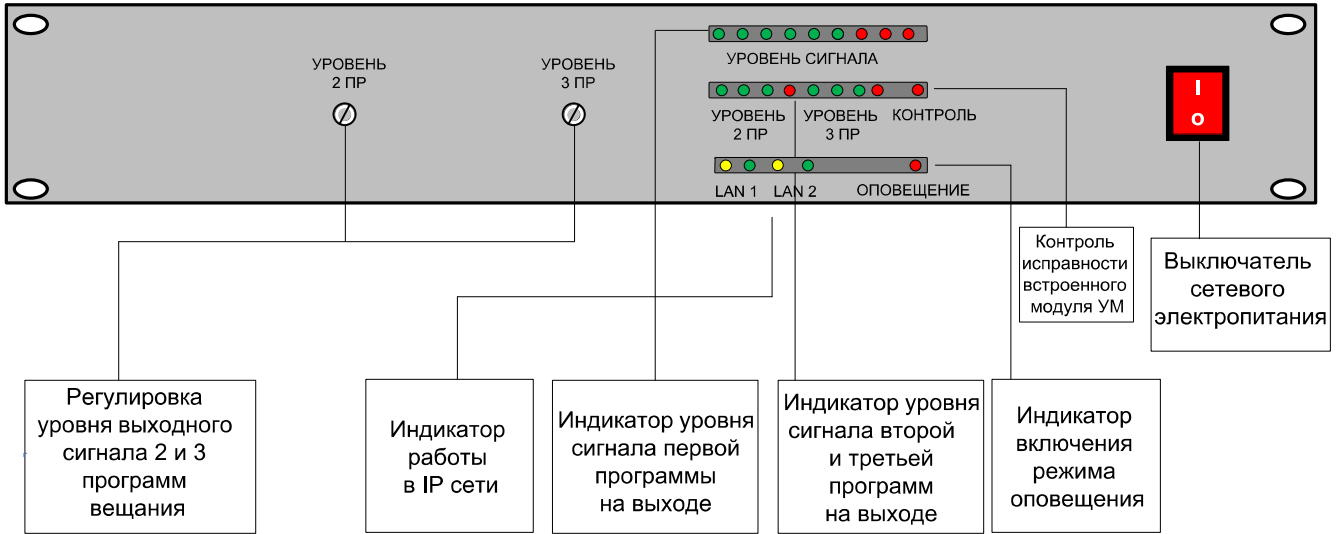 УРОВЕНЬ
2 ПР
УРОВЕНЬ
3 ПР
УРОВЕНЬ СИГНАЛА
УРОВЕНЬ
2 ПР
УРОВЕНЬ
3 ПР
КОНТРОЛЬ
LAN 1
LAN 2
ОПОВЕЩЕНИЕ
I
o
Контроль
исправности
встроенного
модуля УМ
Выключатель
сетевого
электропитания
Регулировка
уровня выходного
сигнала 2 и 3
программ
вещания
Индикатор
работы
в IP сети
Индикатор уровня
сигнала первой
программы
на выходе
Индикатор уровня
сигнала второй
и третьей
программ
на выходе
Индикатор
включения
режима
оповещения